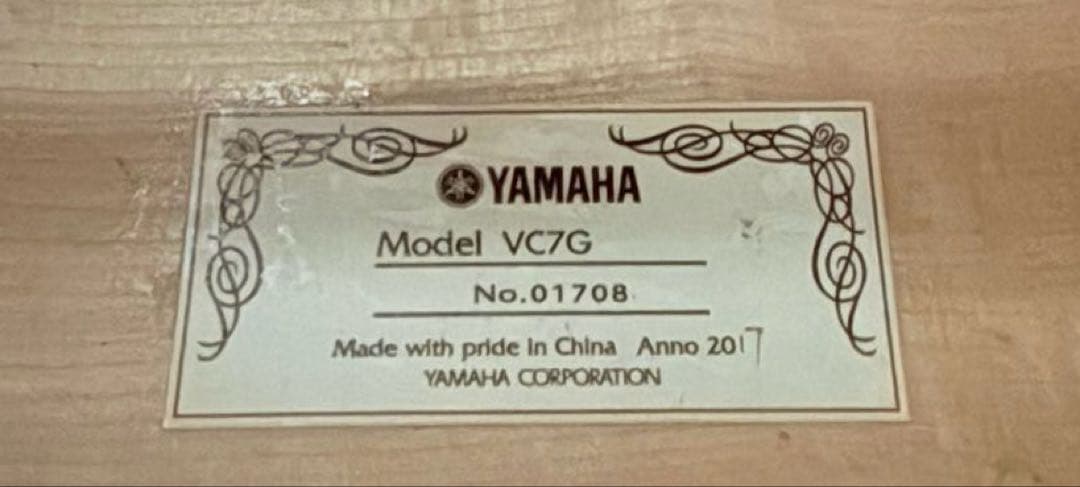 YAMAHA
Model VC7G
No.01708
Made with pride in China Anno 2017
YAMAHA CORPORATION